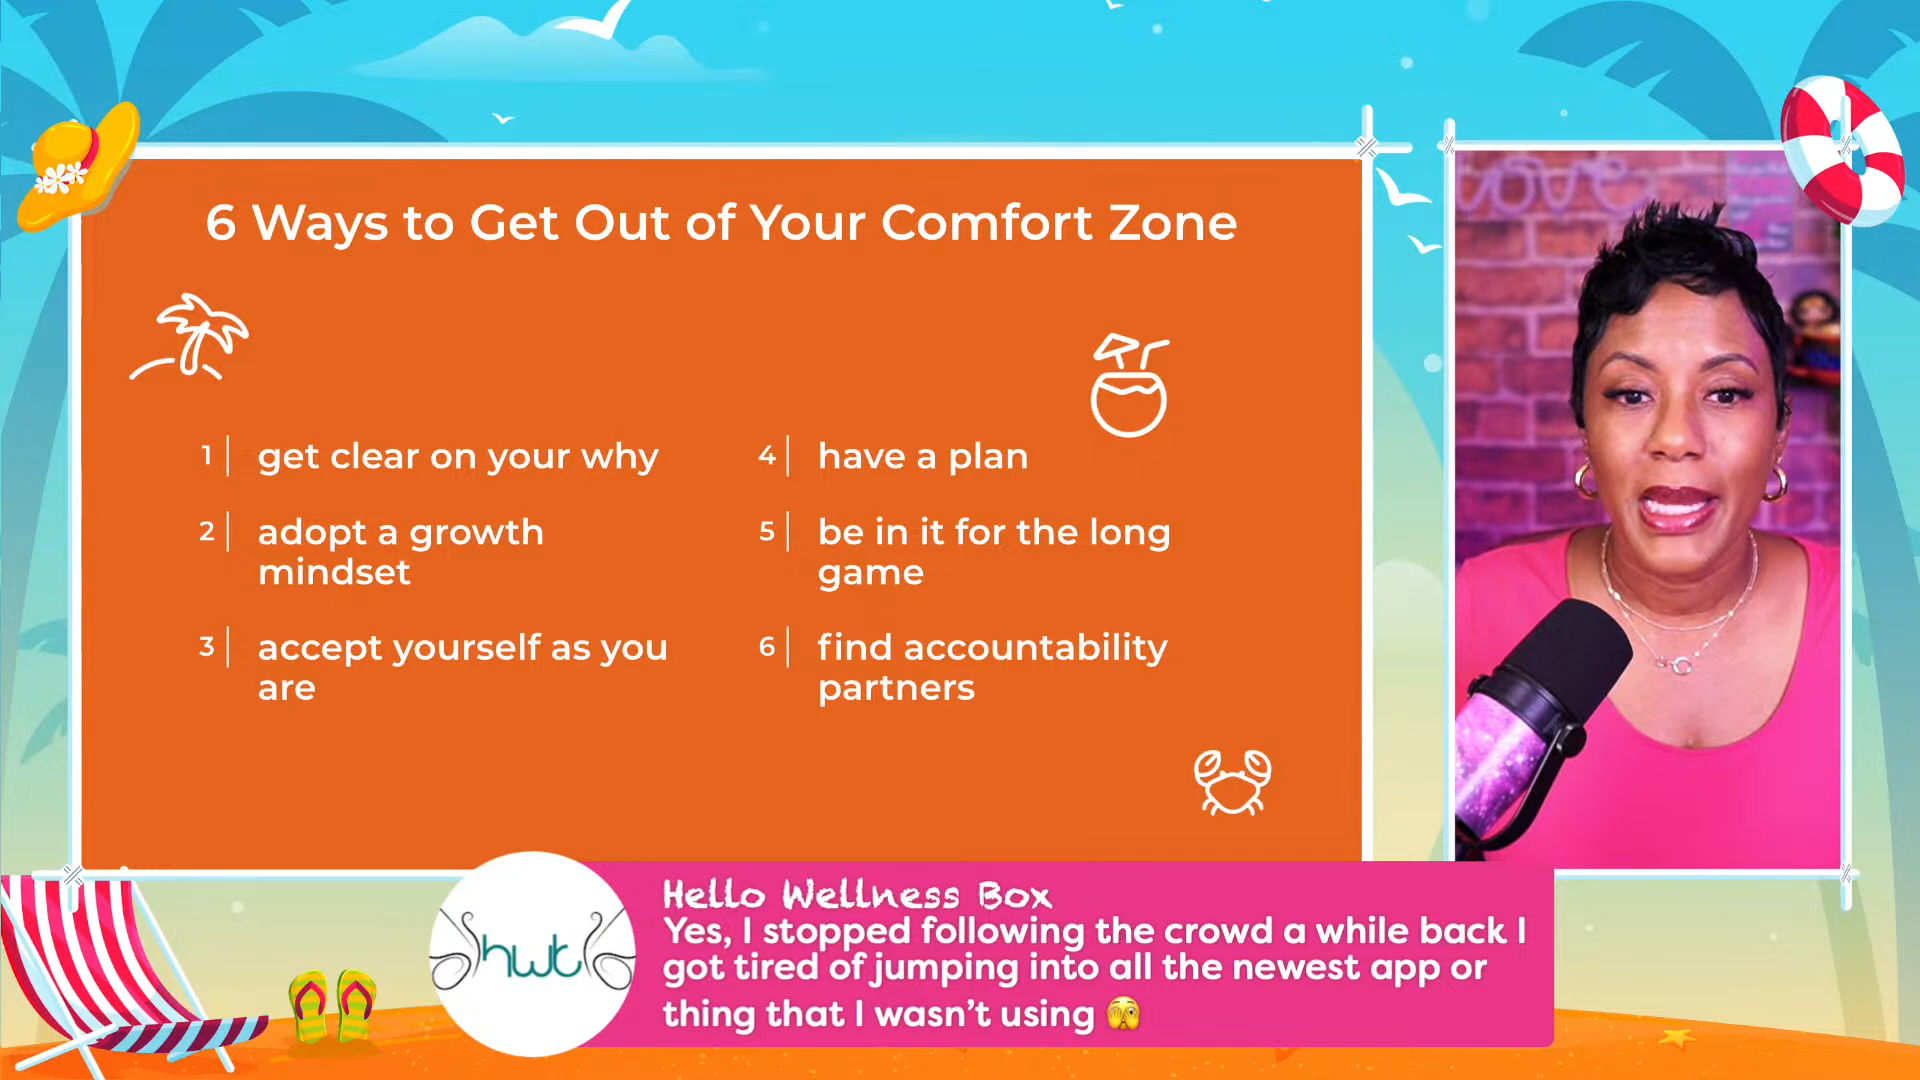 6 Ways to Get Out of Your Comfort Zone
1 get clear on your why
2 adopt a growth
mindset
3 accept yourself as you
are
4 have a plan
5 be in it for the long
game
6 find accountability
partners
love
hwt
Hello Wellness Box
Yes, I stopped following the crowd a while back I
got tired of jumping into all the newest app or
thing that I wasn’t using 🫣